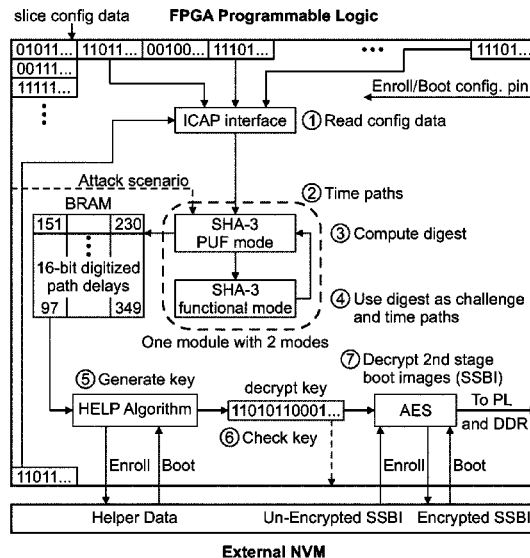 slice config data
FPGA Programmable Logic
01011... 11011... 00100... 11101... ••• 11101...
00111...
11111...
Enroll/Boot config. pin
ICAP interface
① Read config data
Attack scenario
② Time paths
BRAM
151 230
SHA-3
PUF mode
③ Compute digest
16-bit digitized
path delays
SHA-3
functional mode
④ Use digest as challenge
and time paths
97 349
One module with 2 modes
⑦ Decrypt 2nd stage
boot images (SSBI)
⑤ Generate key
decrypt key
HELP Algorithm
11010110001...
AES
To PL
and DDR
⑥ Check key
11011...
Enroll Boot
Enroll Boot
Helper Data
Un-Encrypted SSBI
Encrypted SSBI
External NVM